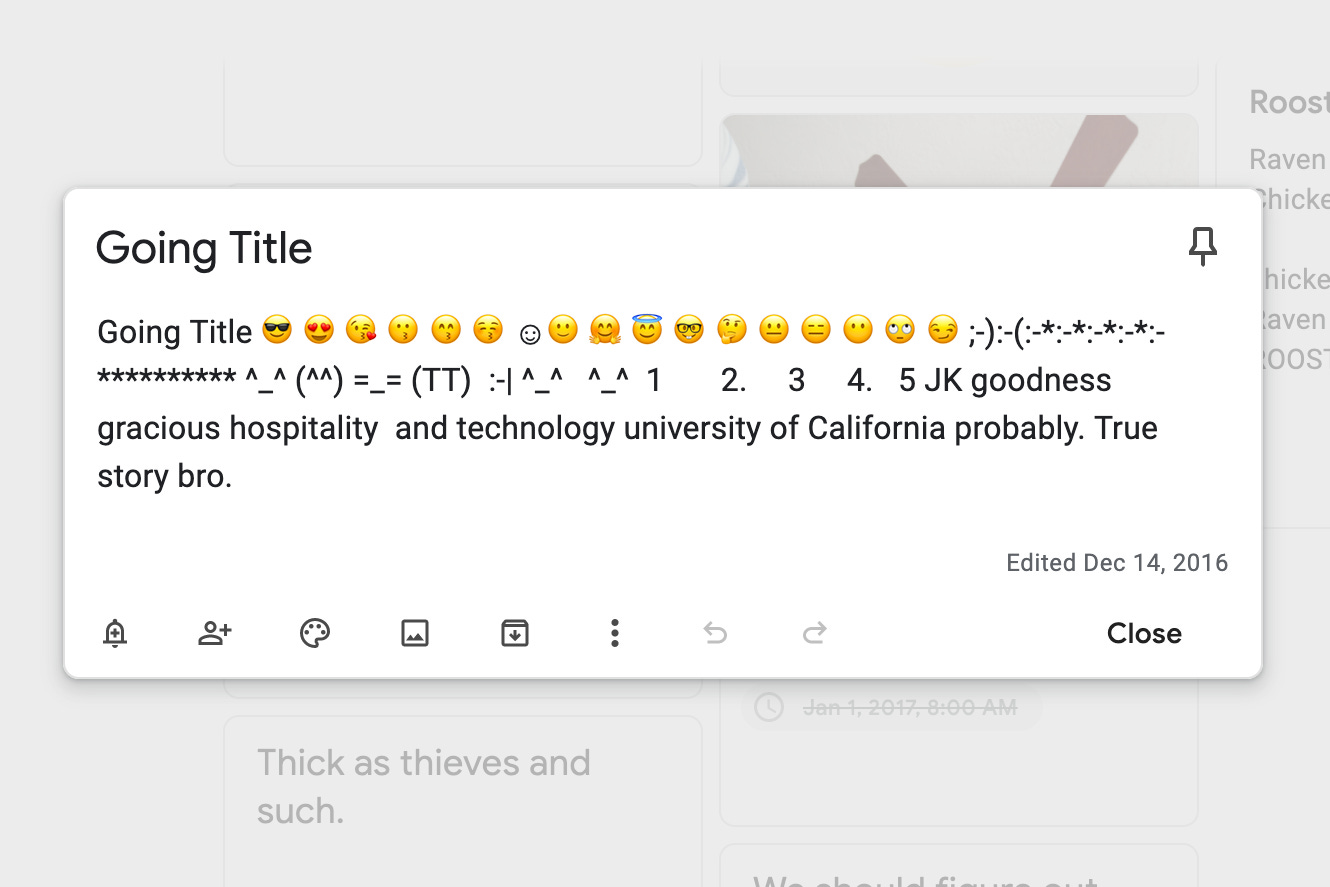 Roost
Raven
Chicke
Going Title
Going Title 😎 😍 😘 😗 😙 😚 ☺🙂 🤗 😇 🤓 🤔 😐 😑 😶 🙄 😏 ;-):-(:-*:-*:-*:-*:-
********** ^_^ (^^) =_= (TT)  :-| ^_^   ^_^  1       2.     3     4.   5 JK goodness
gracious hospitality  and technology university of California probably. True
story bro.
hicke
Raven
ROOST
Edited Dec 14, 2016
Close
Jan 1, 2017, 8:00 AM
Thick as thieves and
such.
We should figure out